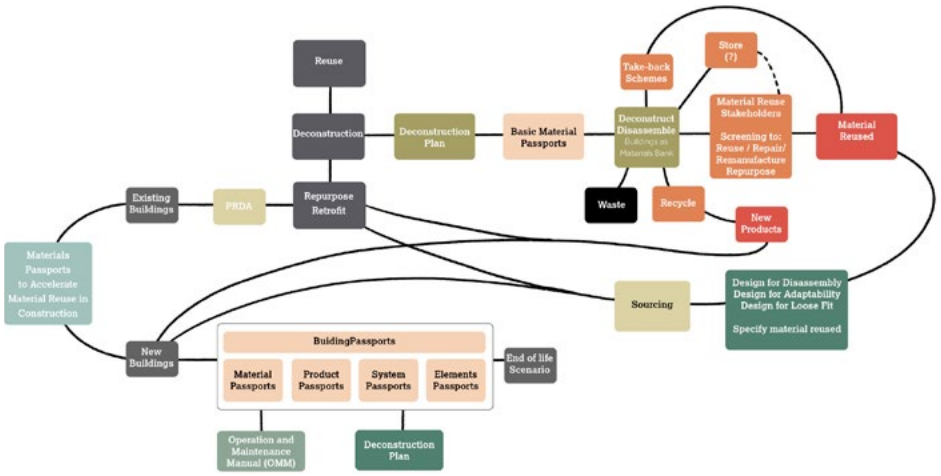 Reuse
Store
(?)
Take-back
Schemes
Deconstruction
Deconstruction
Plan
Basic Material
Passports
Deconstruct
Disassemble
Buildings as
Materials Bank
Material Reuse
Stakeholders
Screening to:
Reuse / Repair/
Remanufacture
Repurpose
Material
Reused
Existing
Buildings
PRDA
Repurpose
Retrofit
Waste
Recycle
New
Products
Materials
Passports
to Accelerate
Material Reuse in
Construction
Sourcing
Design for Disassembly
Design for Adaptability
Design for Loose Fit
Specify material reused
New
Buildings
BuidingPassports
Material
Passports
Product
Passports
System
Passports
Elements
Passports
End of life
Scenario
Operation and
Maintenance
Manual (OMM)
Deconstruction
Plan